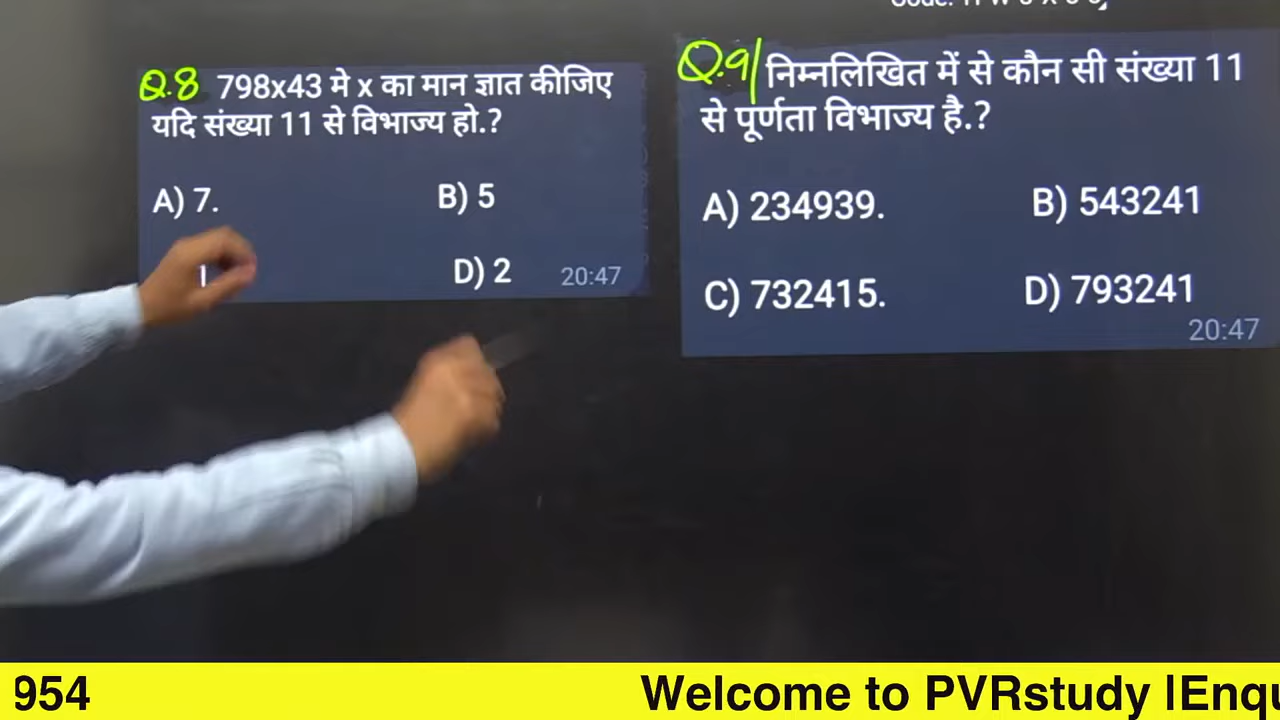 Q.8 798x43 मे x का मान ज्ञात कीजिए
यदि संख्या 11 से विभाज्य हो.?
A) 7.
B) 5
D) 2
20:47
Q.9 निम्नलिखित में से कौन सी संख्या 11
से पूर्णता विभाज्य है.?
A) 234939.
B) 543241
C) 732415.
D) 793241
20:47
954
Welcome to PVRstudy |Enqu